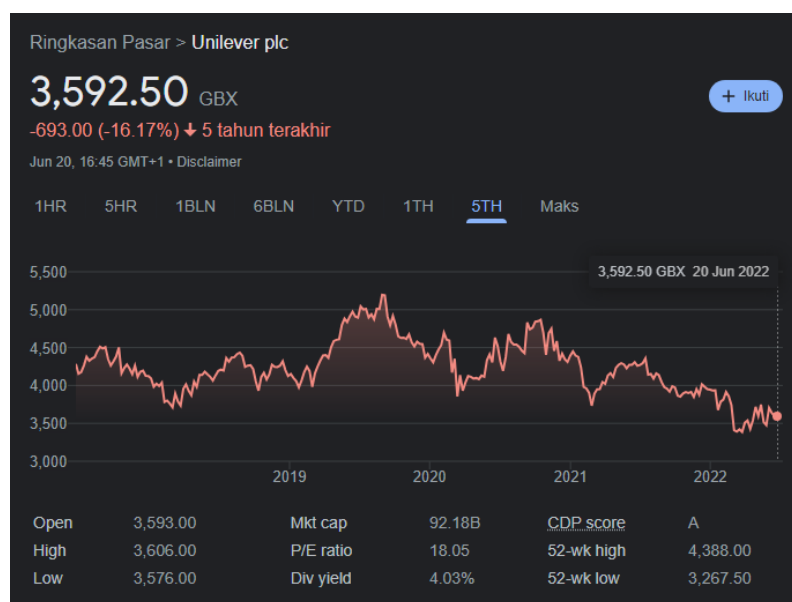 Ringkasan Pasar > Unilever plc
3,592.50 GBX
+ Ikuti
-693.00 (-16.17%) ↓ 5 tahun terakhir
Jun 20, 16:45 GMT+1 • Disclaimer
1HR 5HR 1BLN 6BLN YTD 1TH 5TH Maks
3,592.50 GBX 20 Jun 2022
5,500
5,000
4,500
4,000
3,500
3,000
2019 2020 2021 2022
Open 3,593.00 Mkt cap 92.18B CDP score A
High 3,606.00 P/E ratio 18.05 52-wk high 4,388.00
Low 3,576.00 Div yield 4.03% 52-wk low 3,267.50